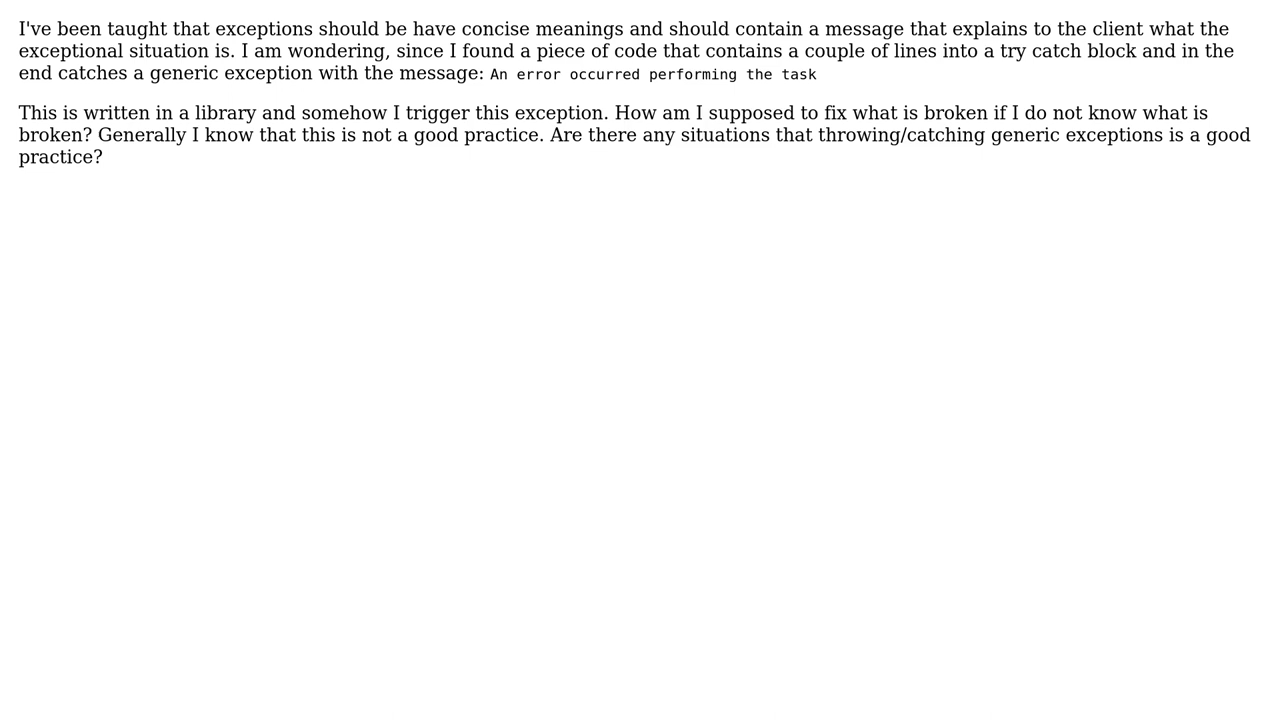 I've been taught that exceptions should be have concise meanings and should contain a message that explains to the client what the
exceptional situation is. I am wondering, since I found a piece of code that contains a couple of lines into a try catch block and in the
end catches a generic exception with the message: An error occurred performing the task
This is written in a library and somehow I trigger this exception. How am I supposed to fix what is broken if I do not know what is
broken? Generally I know that this is not a good practice. Are there any situations that throwing/catching generic exceptions is a good
practice?